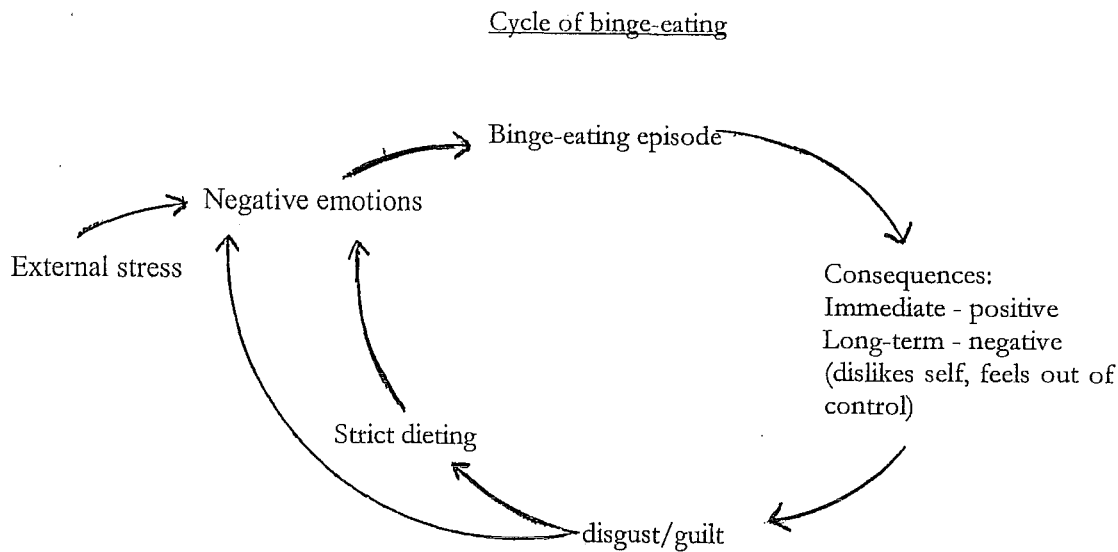 Cycle of binge-eating
Binge-eating episode
Negative emotions
External stress
Consequences:
Immediate - positive
Long-term - negative
(dislikes self, feels out of
control)
Strict dieting
disgust/guilt